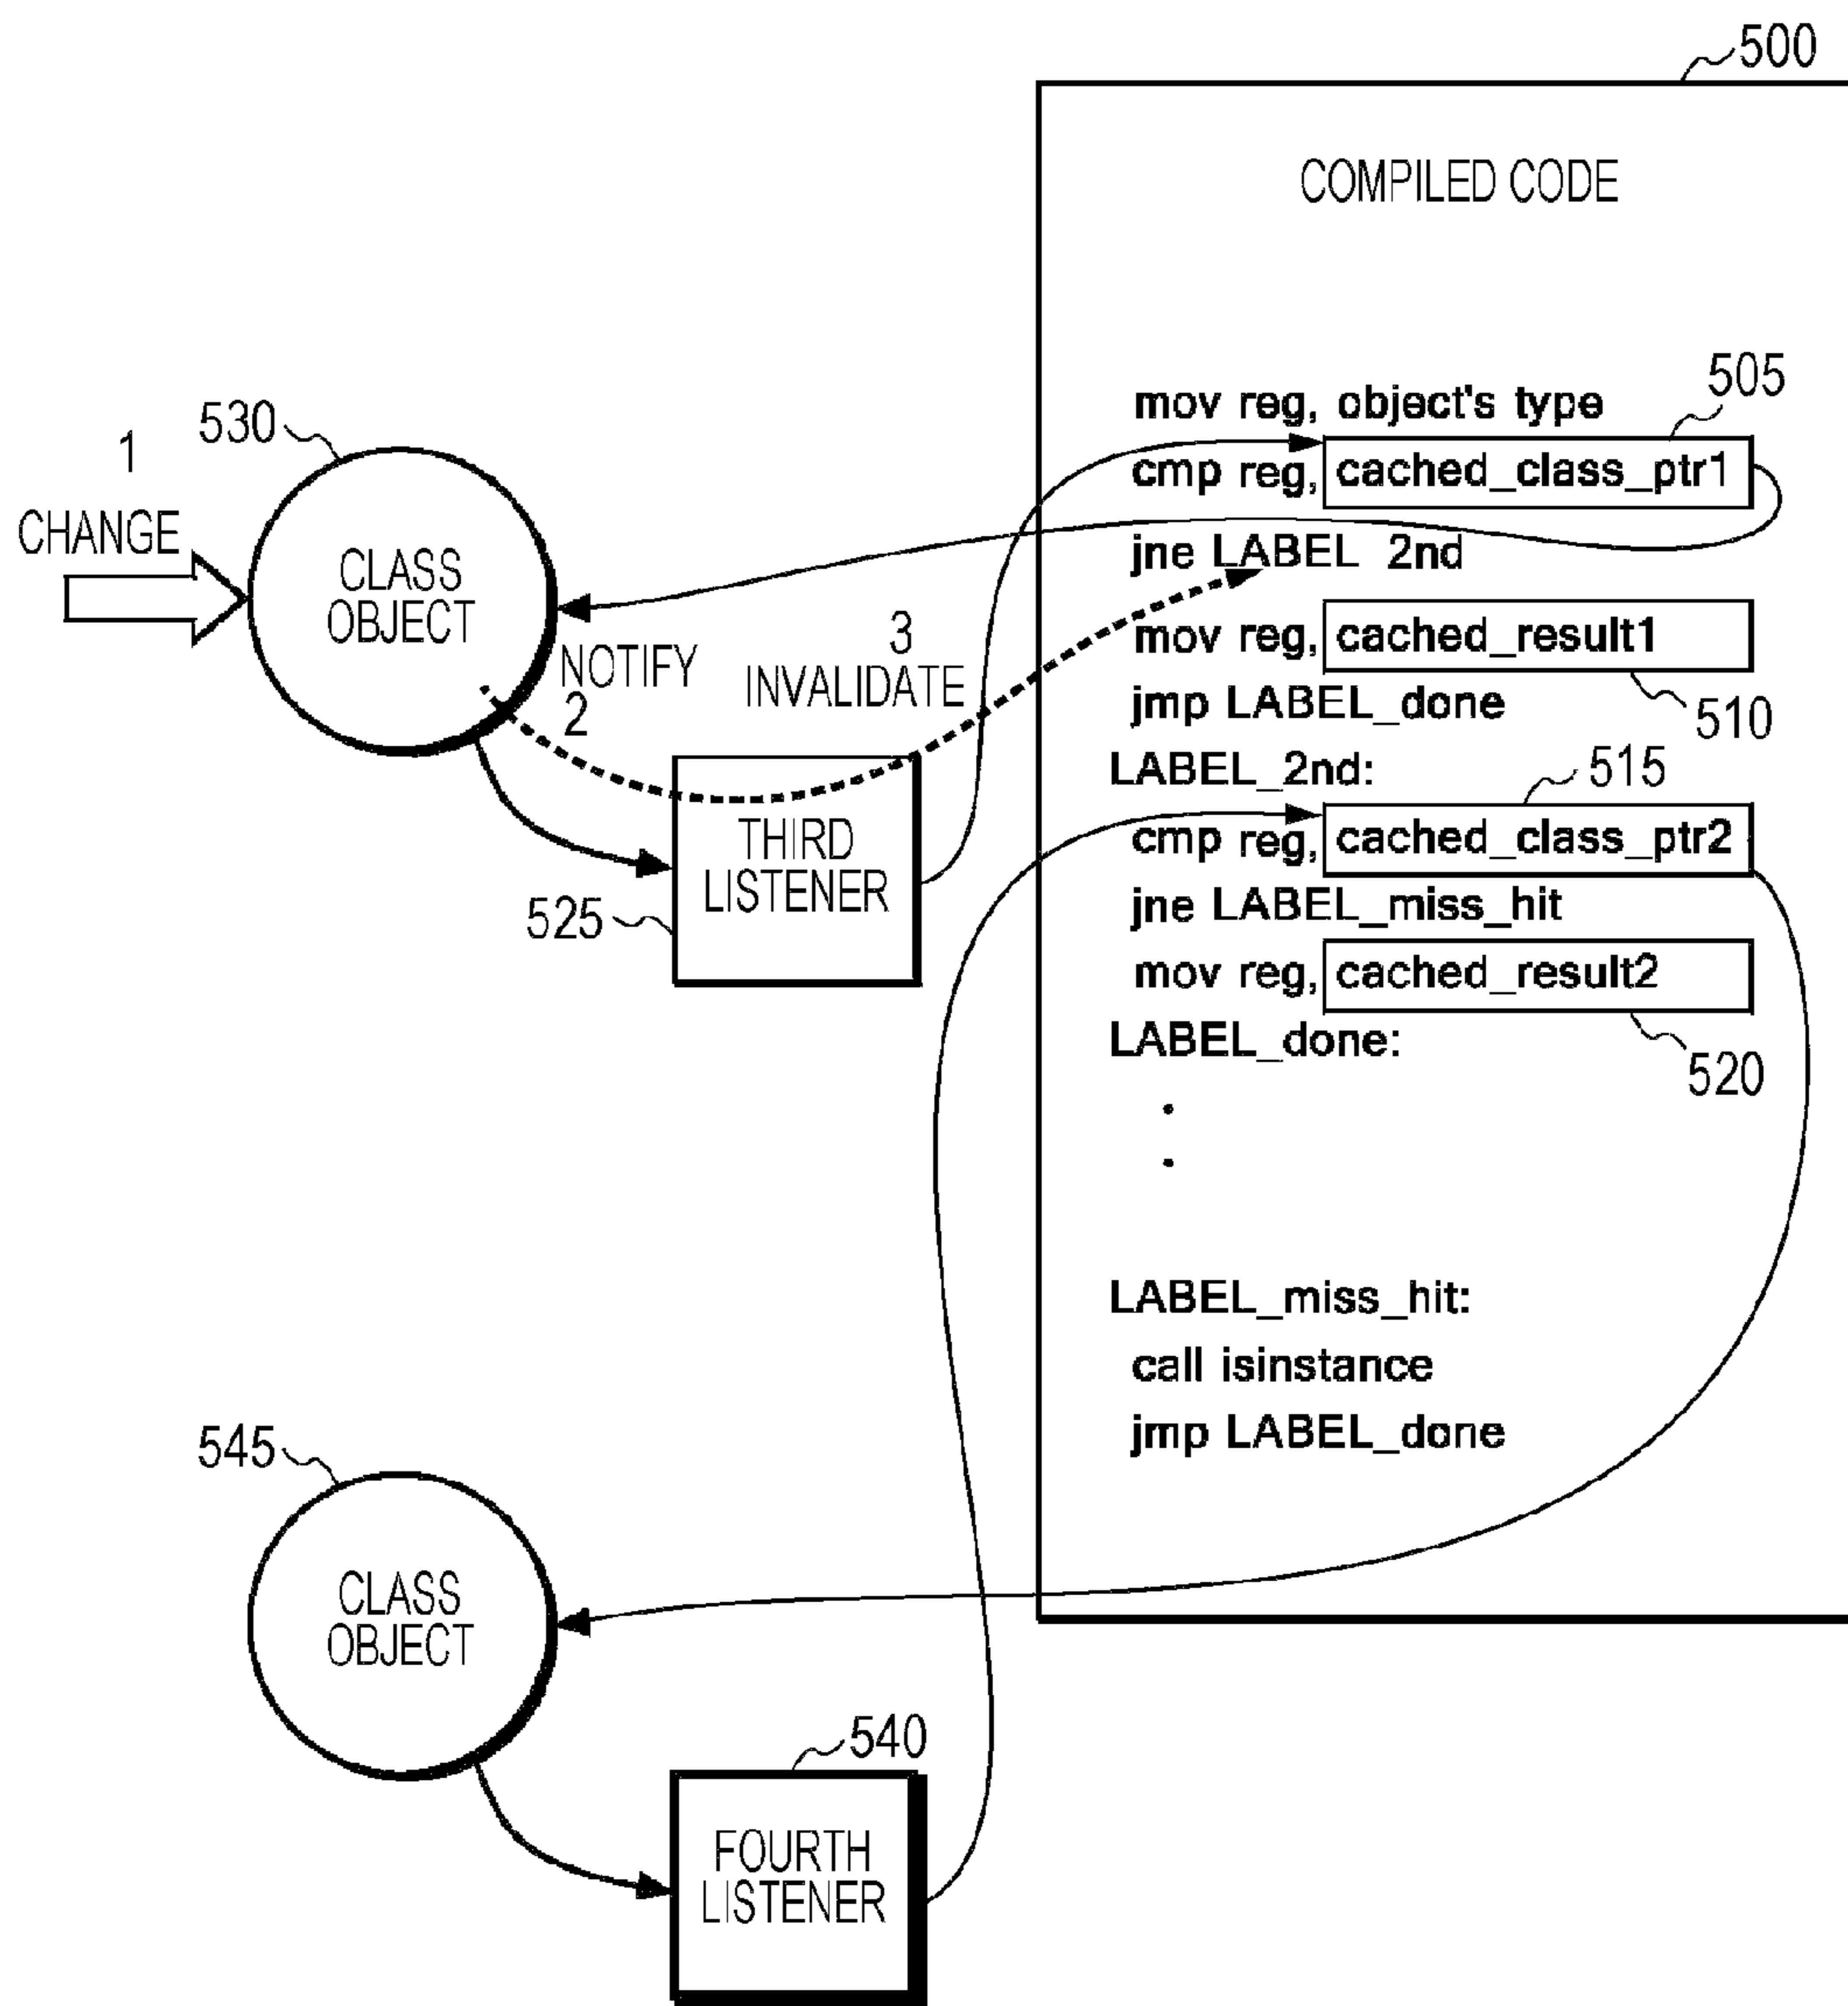 500
COMPILED CODE
505
mov reg, object's type
cmp reg, cached_class_ptr1
jne LABEL 2nd
mov reg, cached_result1
510
jmp LABEL_done
LABEL_2nd:
515
cmp reg, cached_class_ptr2
jne LABEL_miss_hit
mov reg, cached_result2
520
LABEL_done:
.
.
LABEL_miss_hit:
call isinstance
jmp LABEL_done
1
CHANGE
530
CLASS
OBJECT
NOTIFY
2
3
INVALIDATE
THIRD
LISTENER
525
545
CLASS
OBJECT
540
FOURTH
LISTENER